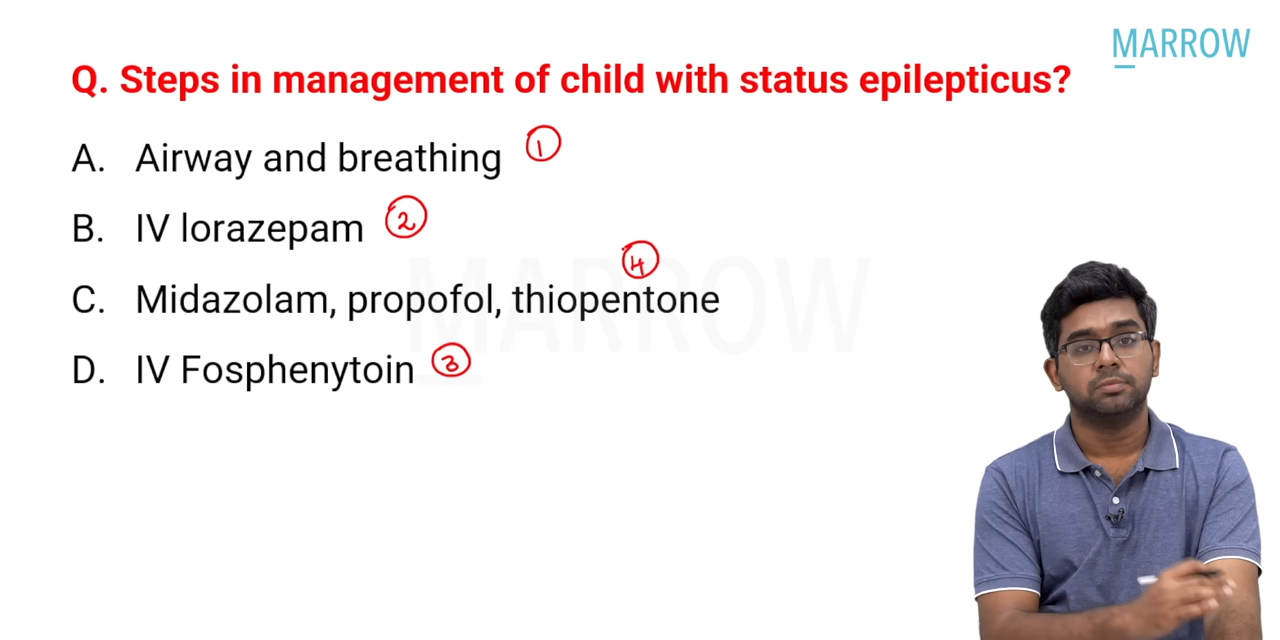 MARROW
Q. Steps in management of child with status epilepticus?
A. Airway and breathing 1
B. IV lorazepam 2
4
C. Midazolam, propofol, thiopentone
D. IV Fosphenytoin 3
MARROW